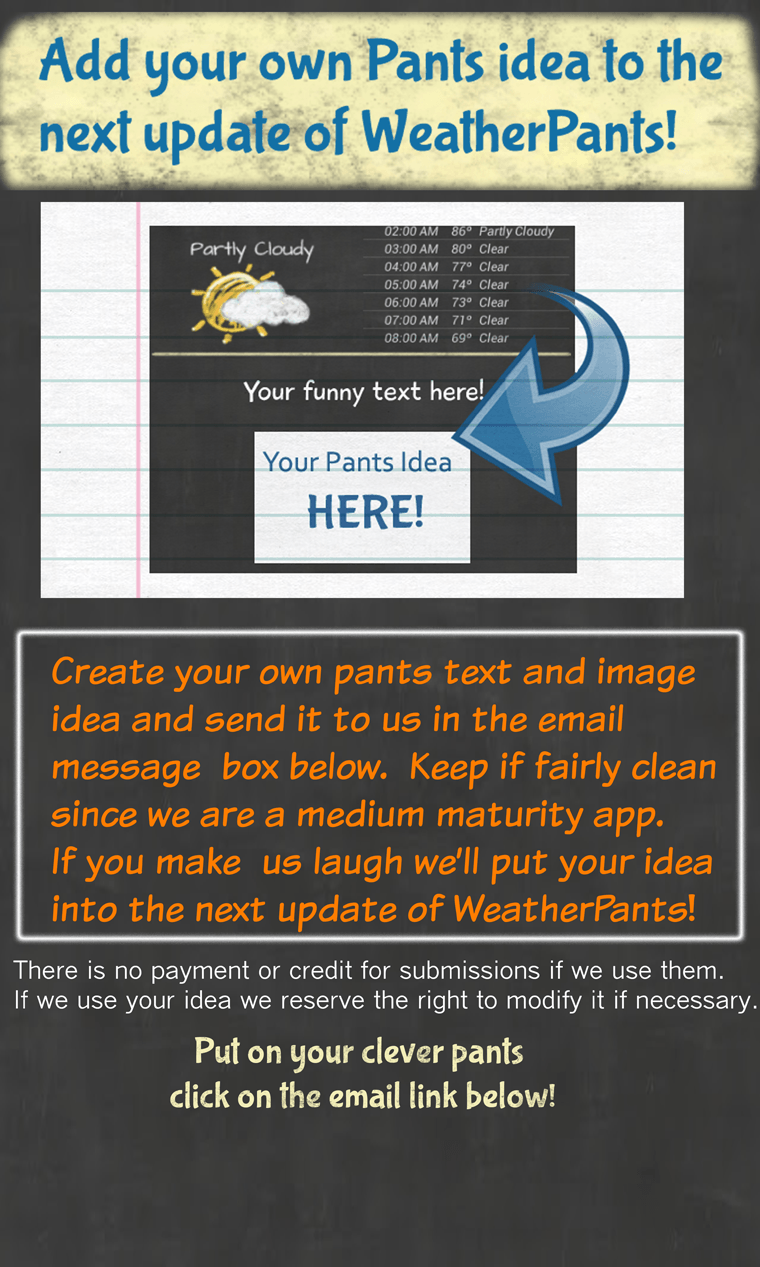 Add your own Pants idea to the
next update of WeatherPants!
Partly Cloudy
02:00 AM 86° Partly Cloudy
03:00 AM 80° Clear
04:00 AM 77° Clear
05:00 AM 74° Clear
06:00 AM 73° Clear
07:00 AM 71° Clear
08:00 AM 69° Clear
Your funny text here!
Your Pants Idea
HERE!
Create your own pants text and image
idea and send it to us in the email
message box below. Keep if fairly clean
since we are a medium maturity app.
If you make us laugh we'll put your idea
into the next update of WeatherPants!
There is no payment or credit for submissions if we use them.
If we use your idea we reserve the right to modify it if necessary.
Put on your clever pants
click on the email link below!